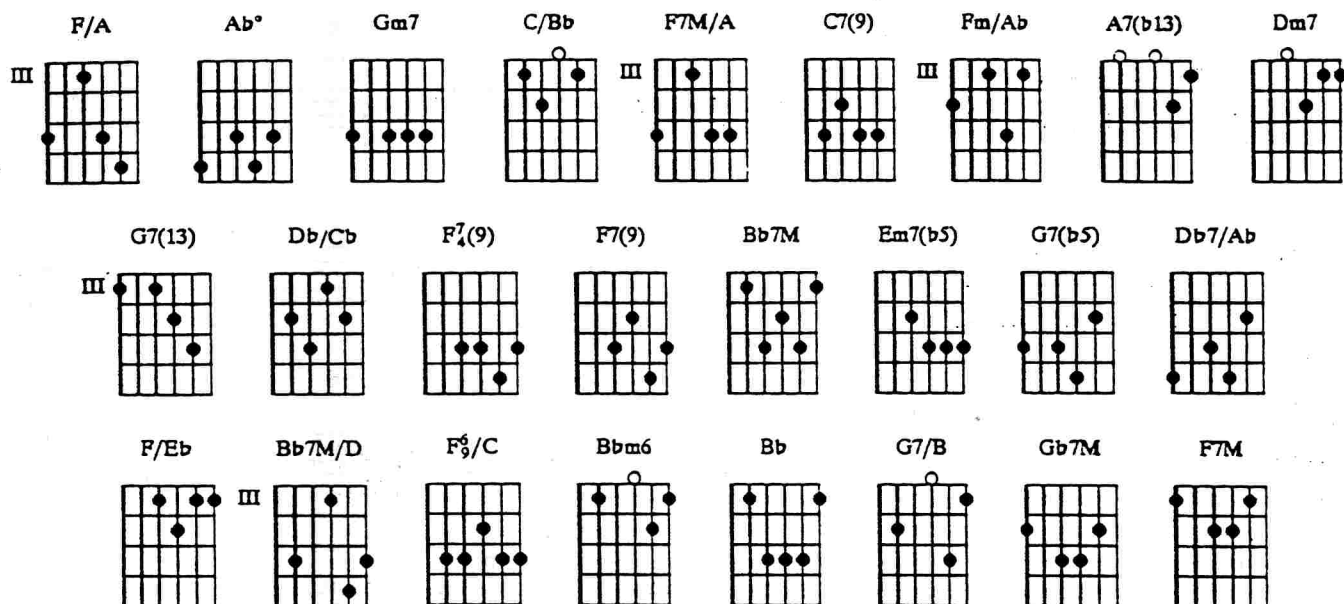 F/A Ab° Gm7 C/Bb F7M/A C7(9) Fm/Ab A7(b13) Dm7
III III III
G7(13) Db/Cb F7/4(9) F7(9) Bb7M Em7(b5) G7(b5) Db7/Ab
III
F/Eb Bb7M/D F6/9/C Bbm6 Bb G7/B Gb7M F7M
III